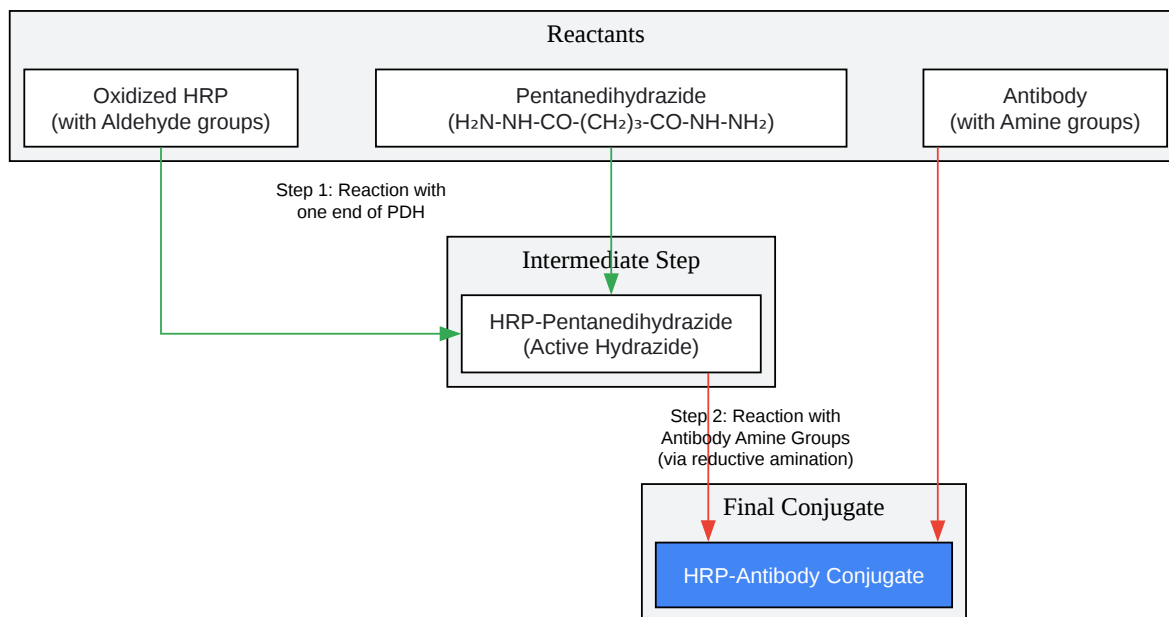 Reactants
Oxidized HRP
(with Aldehyde groups)
Pentanedihydrazide
(H₂N-NH-CO-(CH₂)₃-CO-NH-NH₂)
Antibody
(with Amine groups)
Step 1: Reaction with
one end of PDH
Intermediate Step
HRP-Pentanedihydrazide
(Active Hydrazide)
Step 2: Reaction with
Antibody Amine Groups
(via reductive amination)
Final Conjugate
HRP-Antibody Conjugate